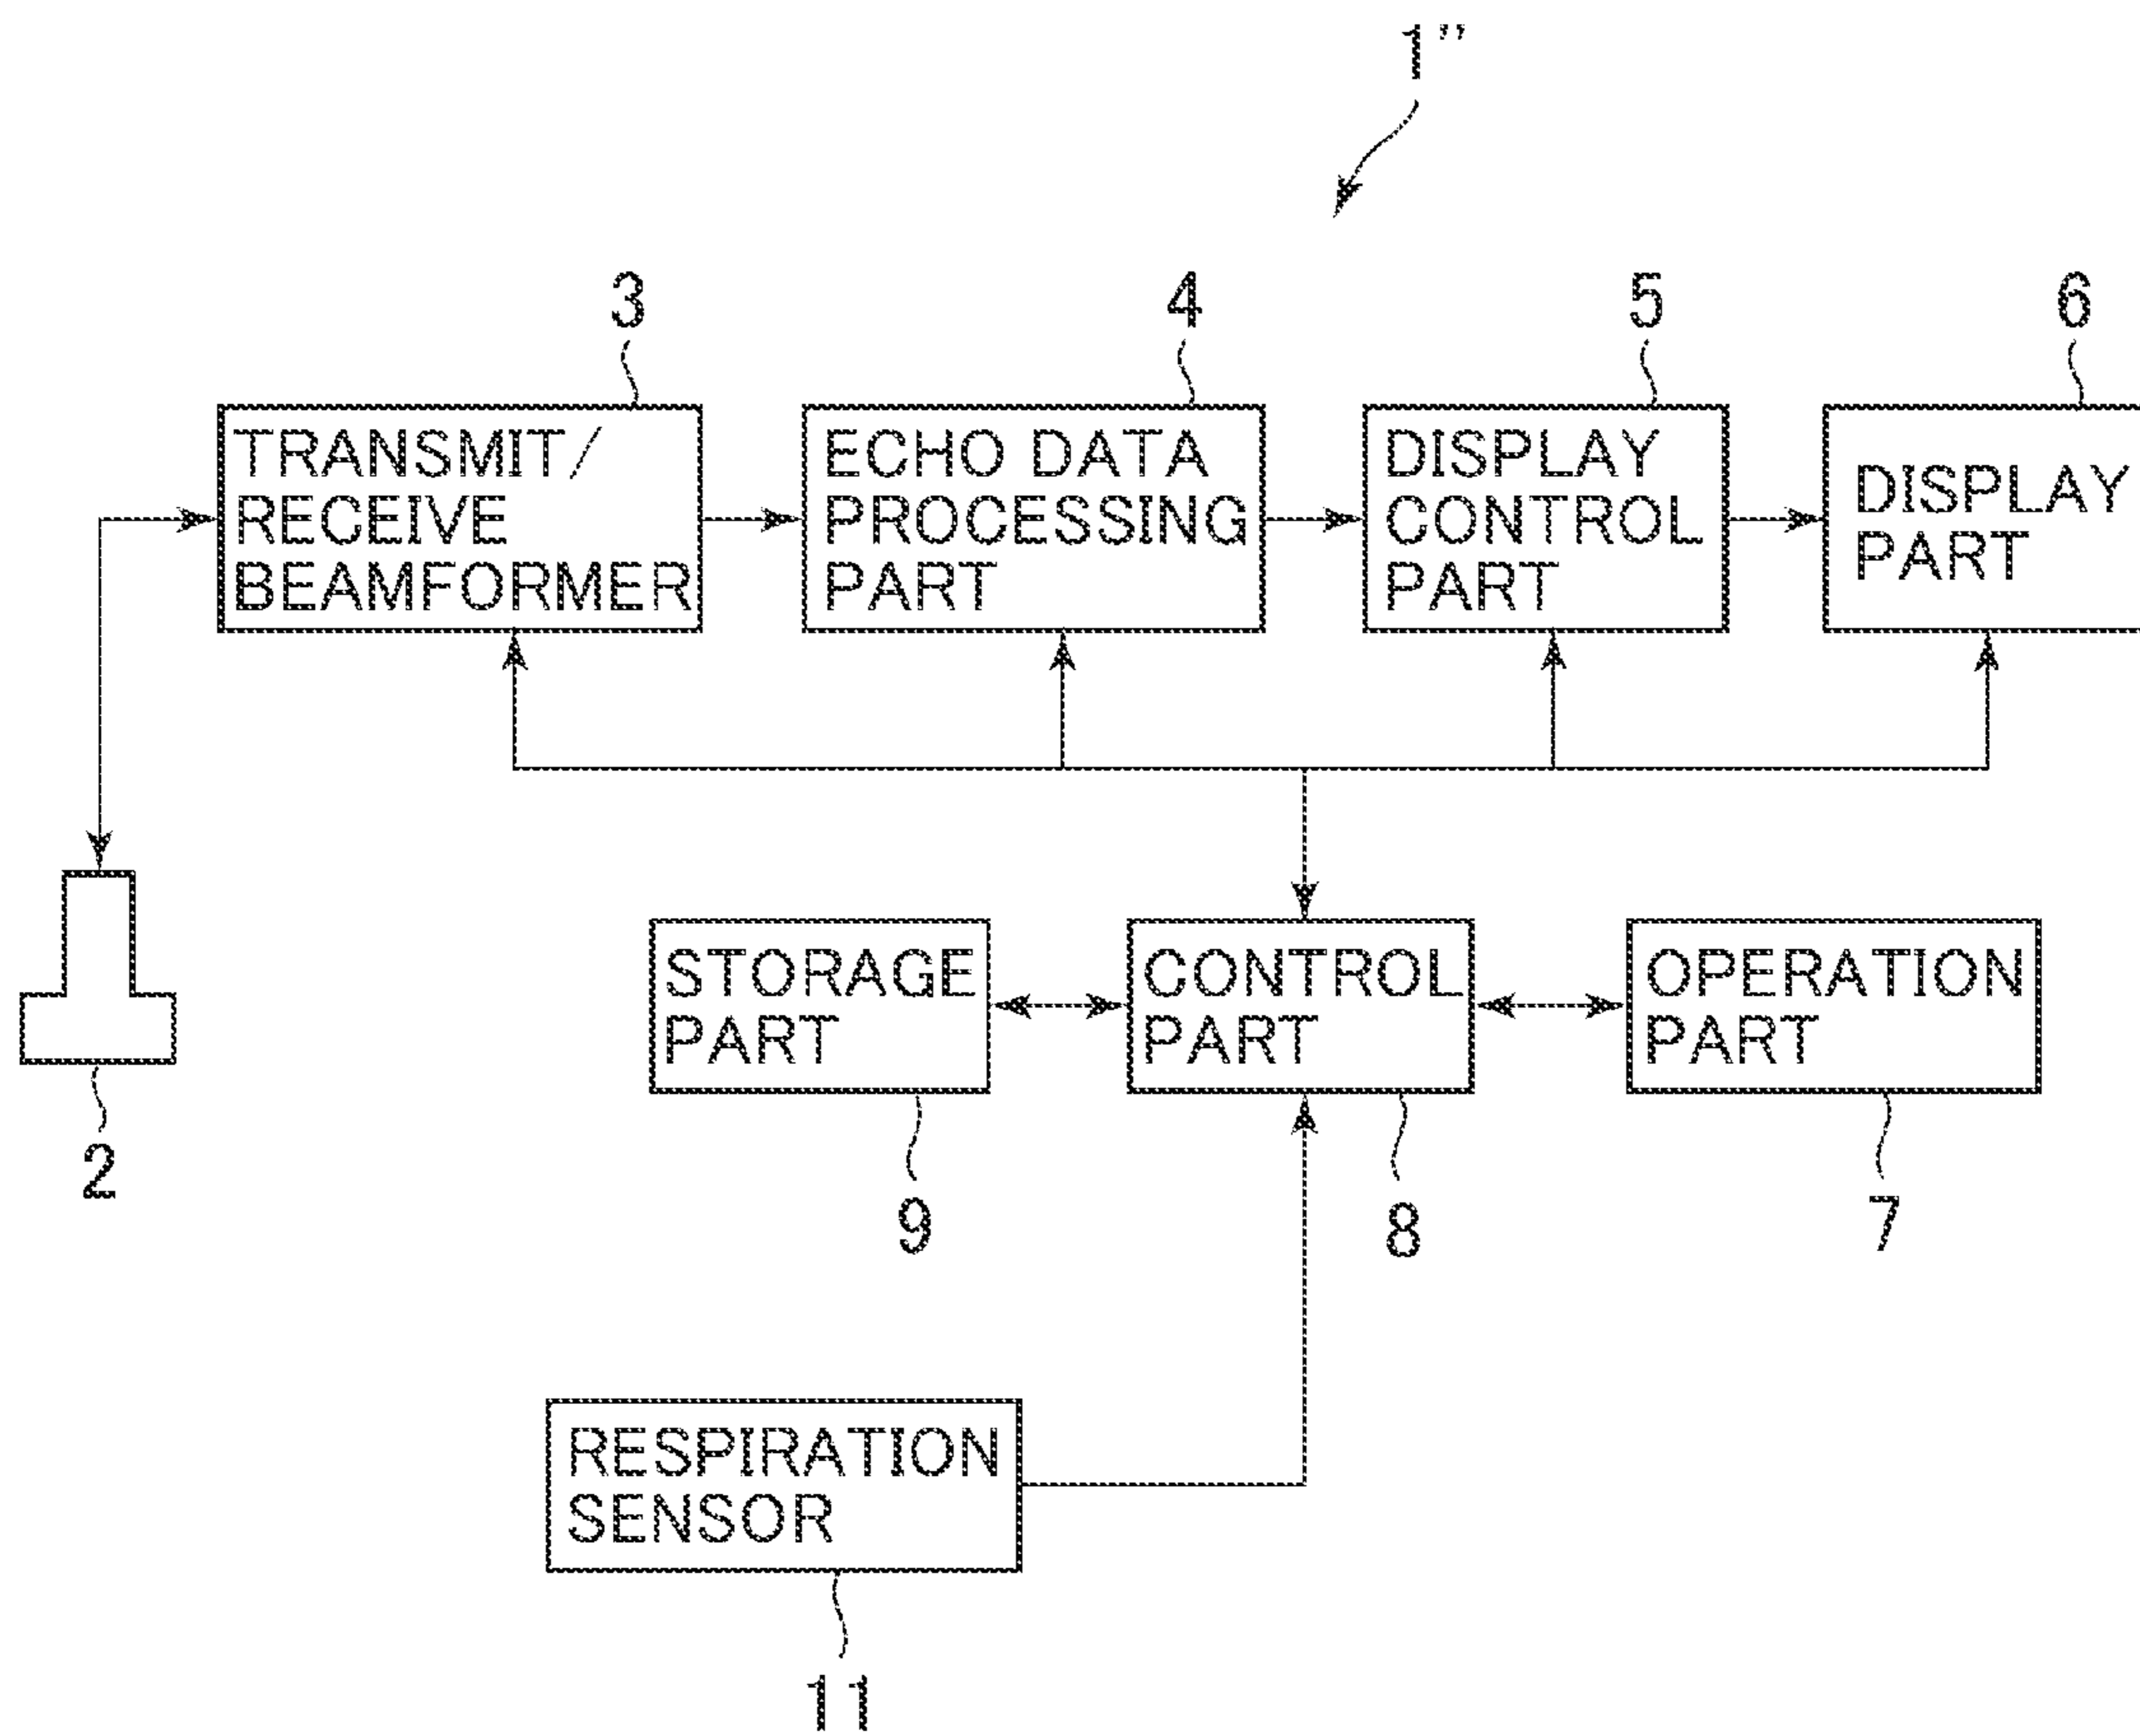 1"
3
4
5
6
TRANSMIT/
RECEIVE
BEAMFORMER
ECHO DATA
PROCESSING
PART
DISPLAY
CONTROL
PART
DISPLAY
PART
STORAGE
PART
CONTROL
PART
OPERATION
PART
2
9
8
7
RESPIRATION
SENSOR
11